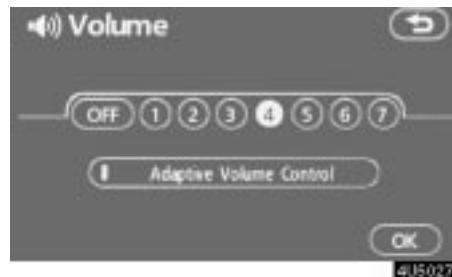 Volume
OFF 1 2 3 4 5 6 7
Adaptive Volume Control
OK
4U5027